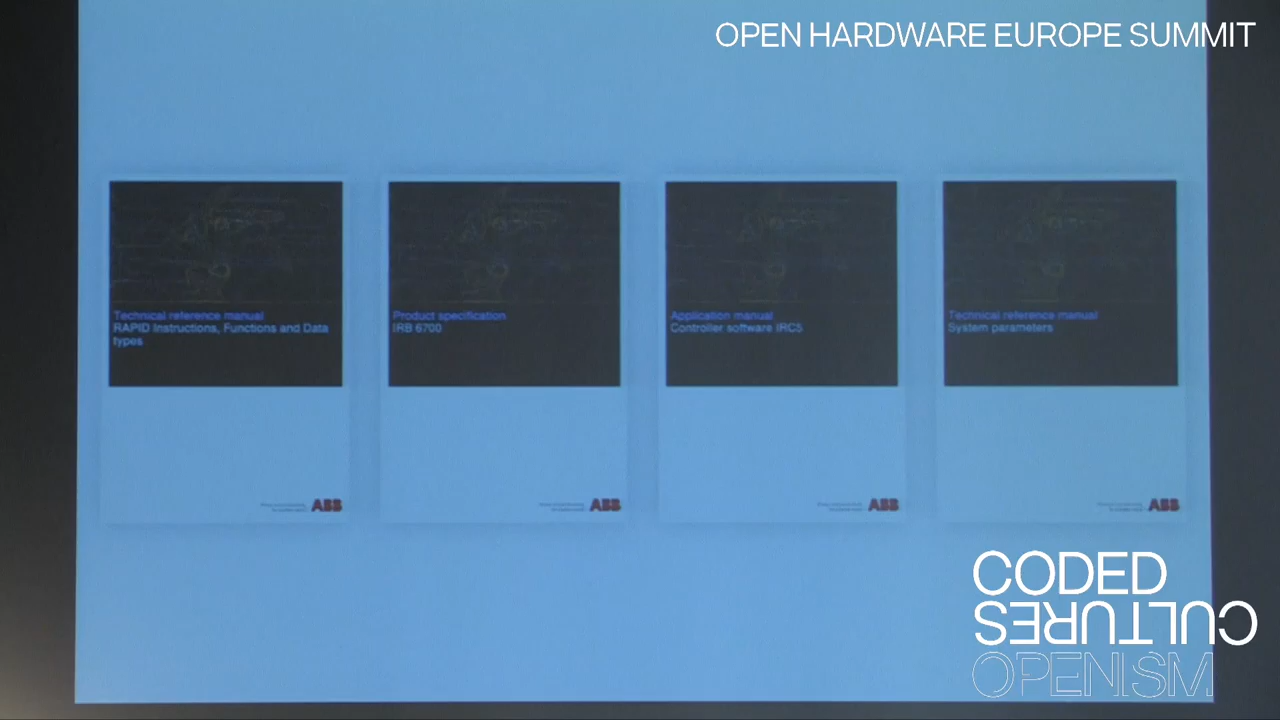 OPEN HARDWARE EUROPE SUMMIT
Technical reference manual
RAPID Instructions, Functions and Data
types
ABB
Product specification
IRB 6700
ABB
Application manual
Controller software IRC5
ABB
Technical reference manual
System parameters
ABB
CODED
CULTURES
OPENISM